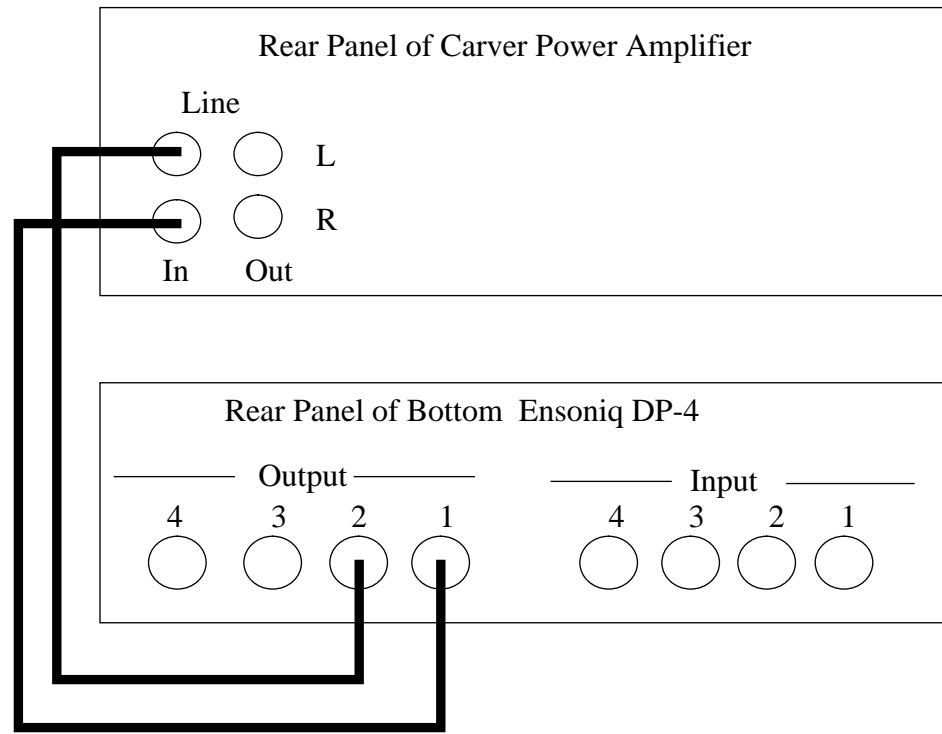 Rear Panel of Carver Power Amplifier
Line
L
R
In Out
Rear Panel of Bottom Ensoniq DP-4
Output Input
4 3 2 1 4 3 2 1